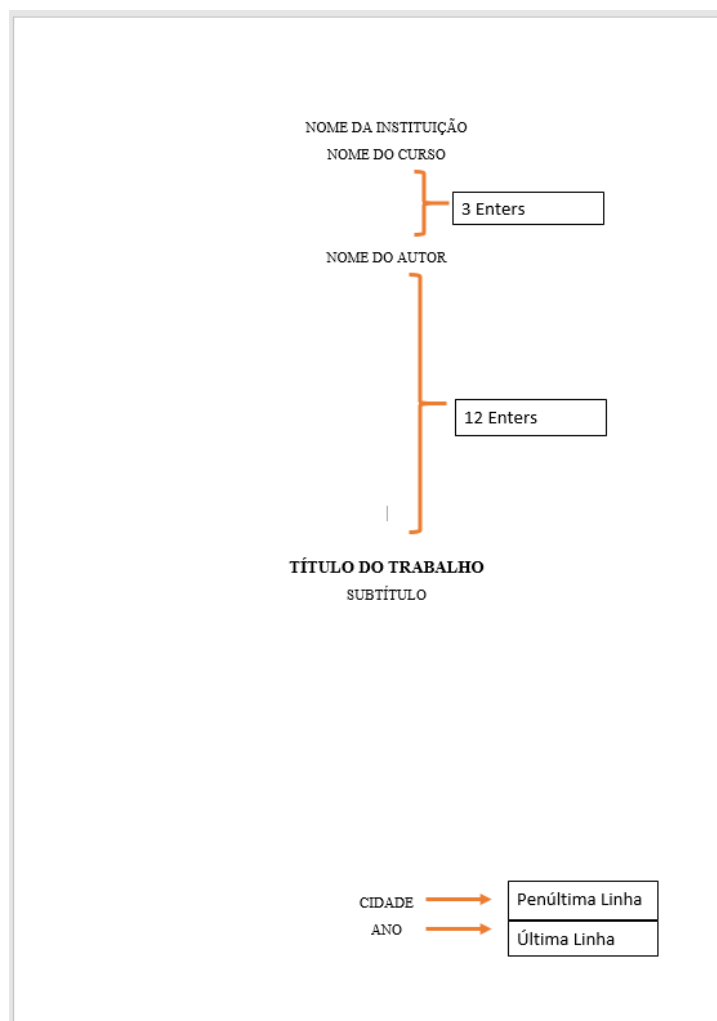 NOME DA INSTITUIÇÃO
NOME DO CURSO
3 Enters
NOME DO AUTOR
12 Enters
TÍTULO DO TRABALHO
SUBTÍTULO
CIDADE
Penúltima Linha
ANO
Última Linha